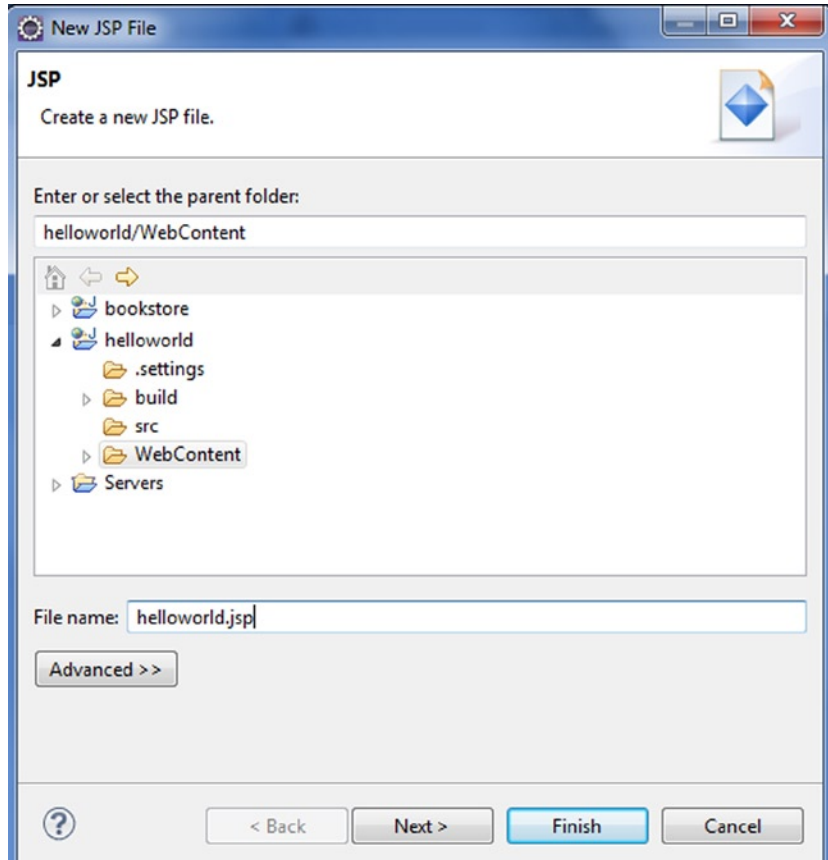 New JSP File
JSP
Create a new JSP file.
Enter or select the parent folder:
helloworld/WebContent
bookstore
helloworld
.settings
build
src
WebContent
Servers
File name: helloworld.jsp
Advanced >>
? < Back Next > Finish Cancel